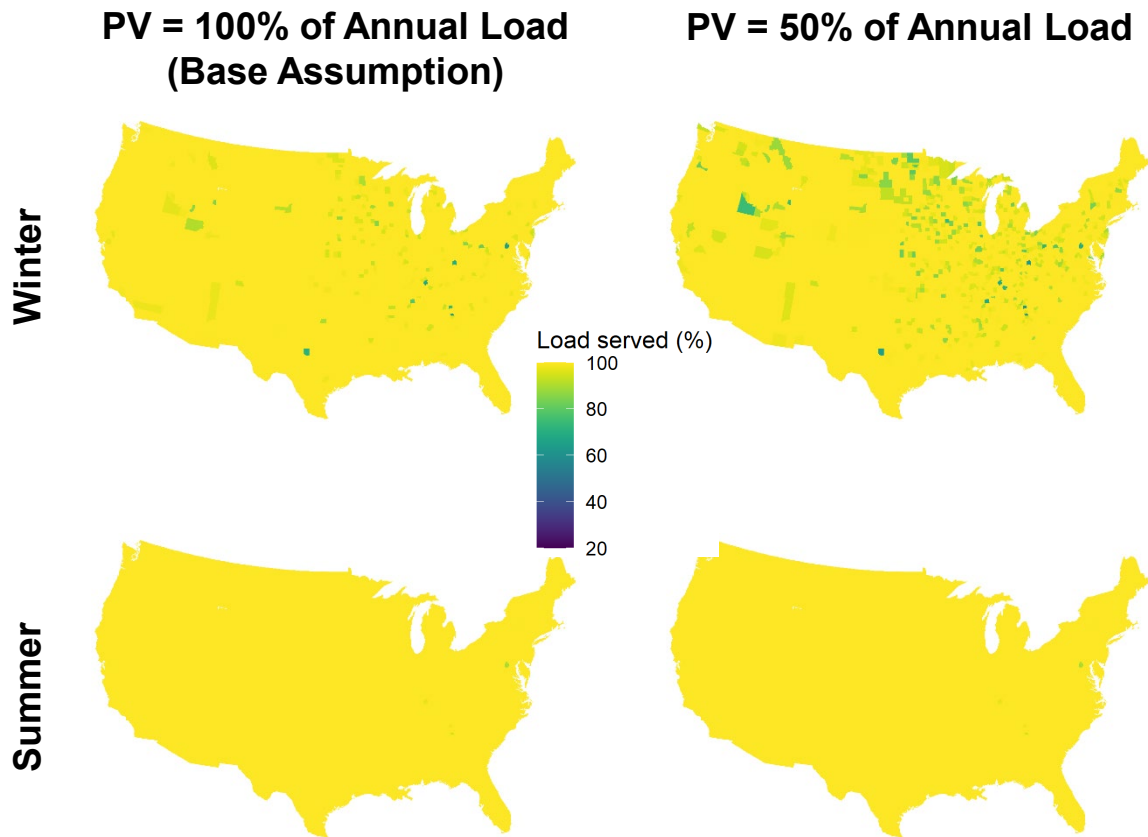 PV = 100% of Annual Load
(Base Assumption)
PV = 50% of Annual Load
Winter
Load served (%)
100
80
60
40
20
Summer